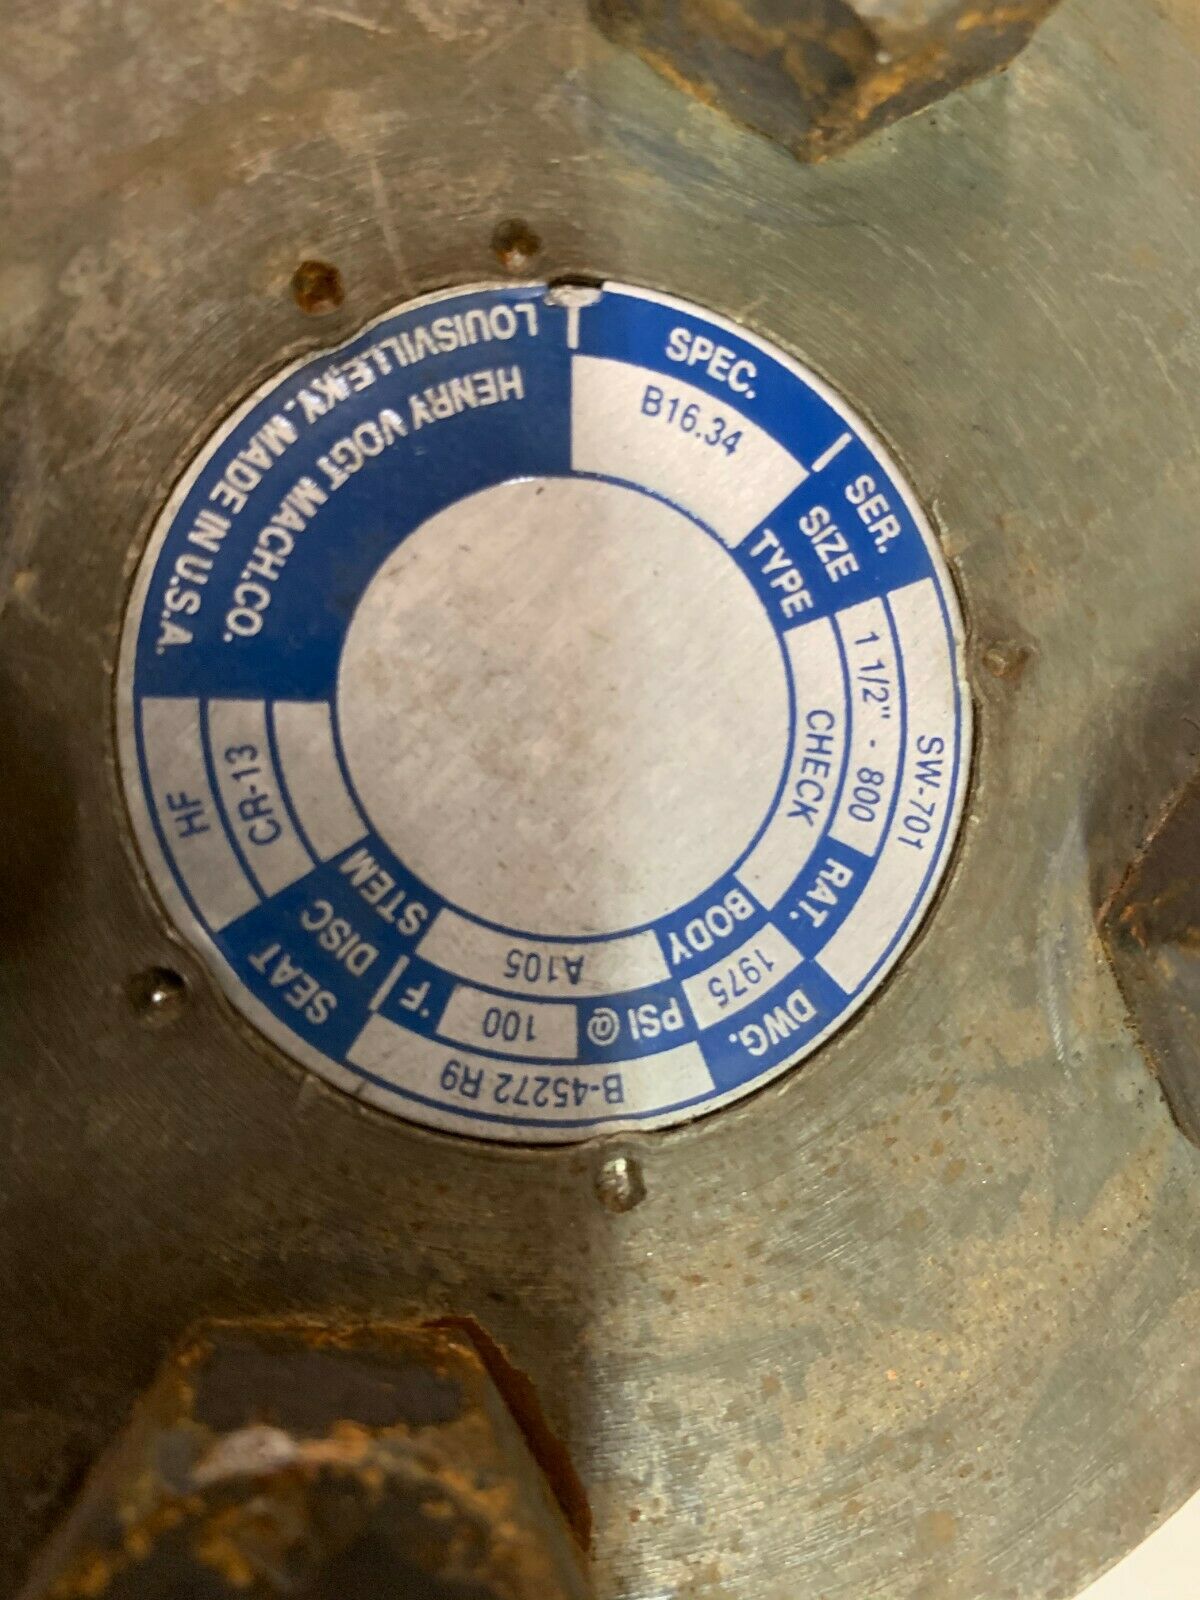 HENRY VOGT MACH.CO.
LOUISVILLE,KY. MADE IN U.S.A.
SPEC. B16.34
SER. SW-701
SIZE 1 1/2" - 800 RAT. 1975 PSI @ 100 °F
TYPE CHECK
BODY A105
DWG. B-45272 R9
STEM
DISC CR-13
SEAT HF